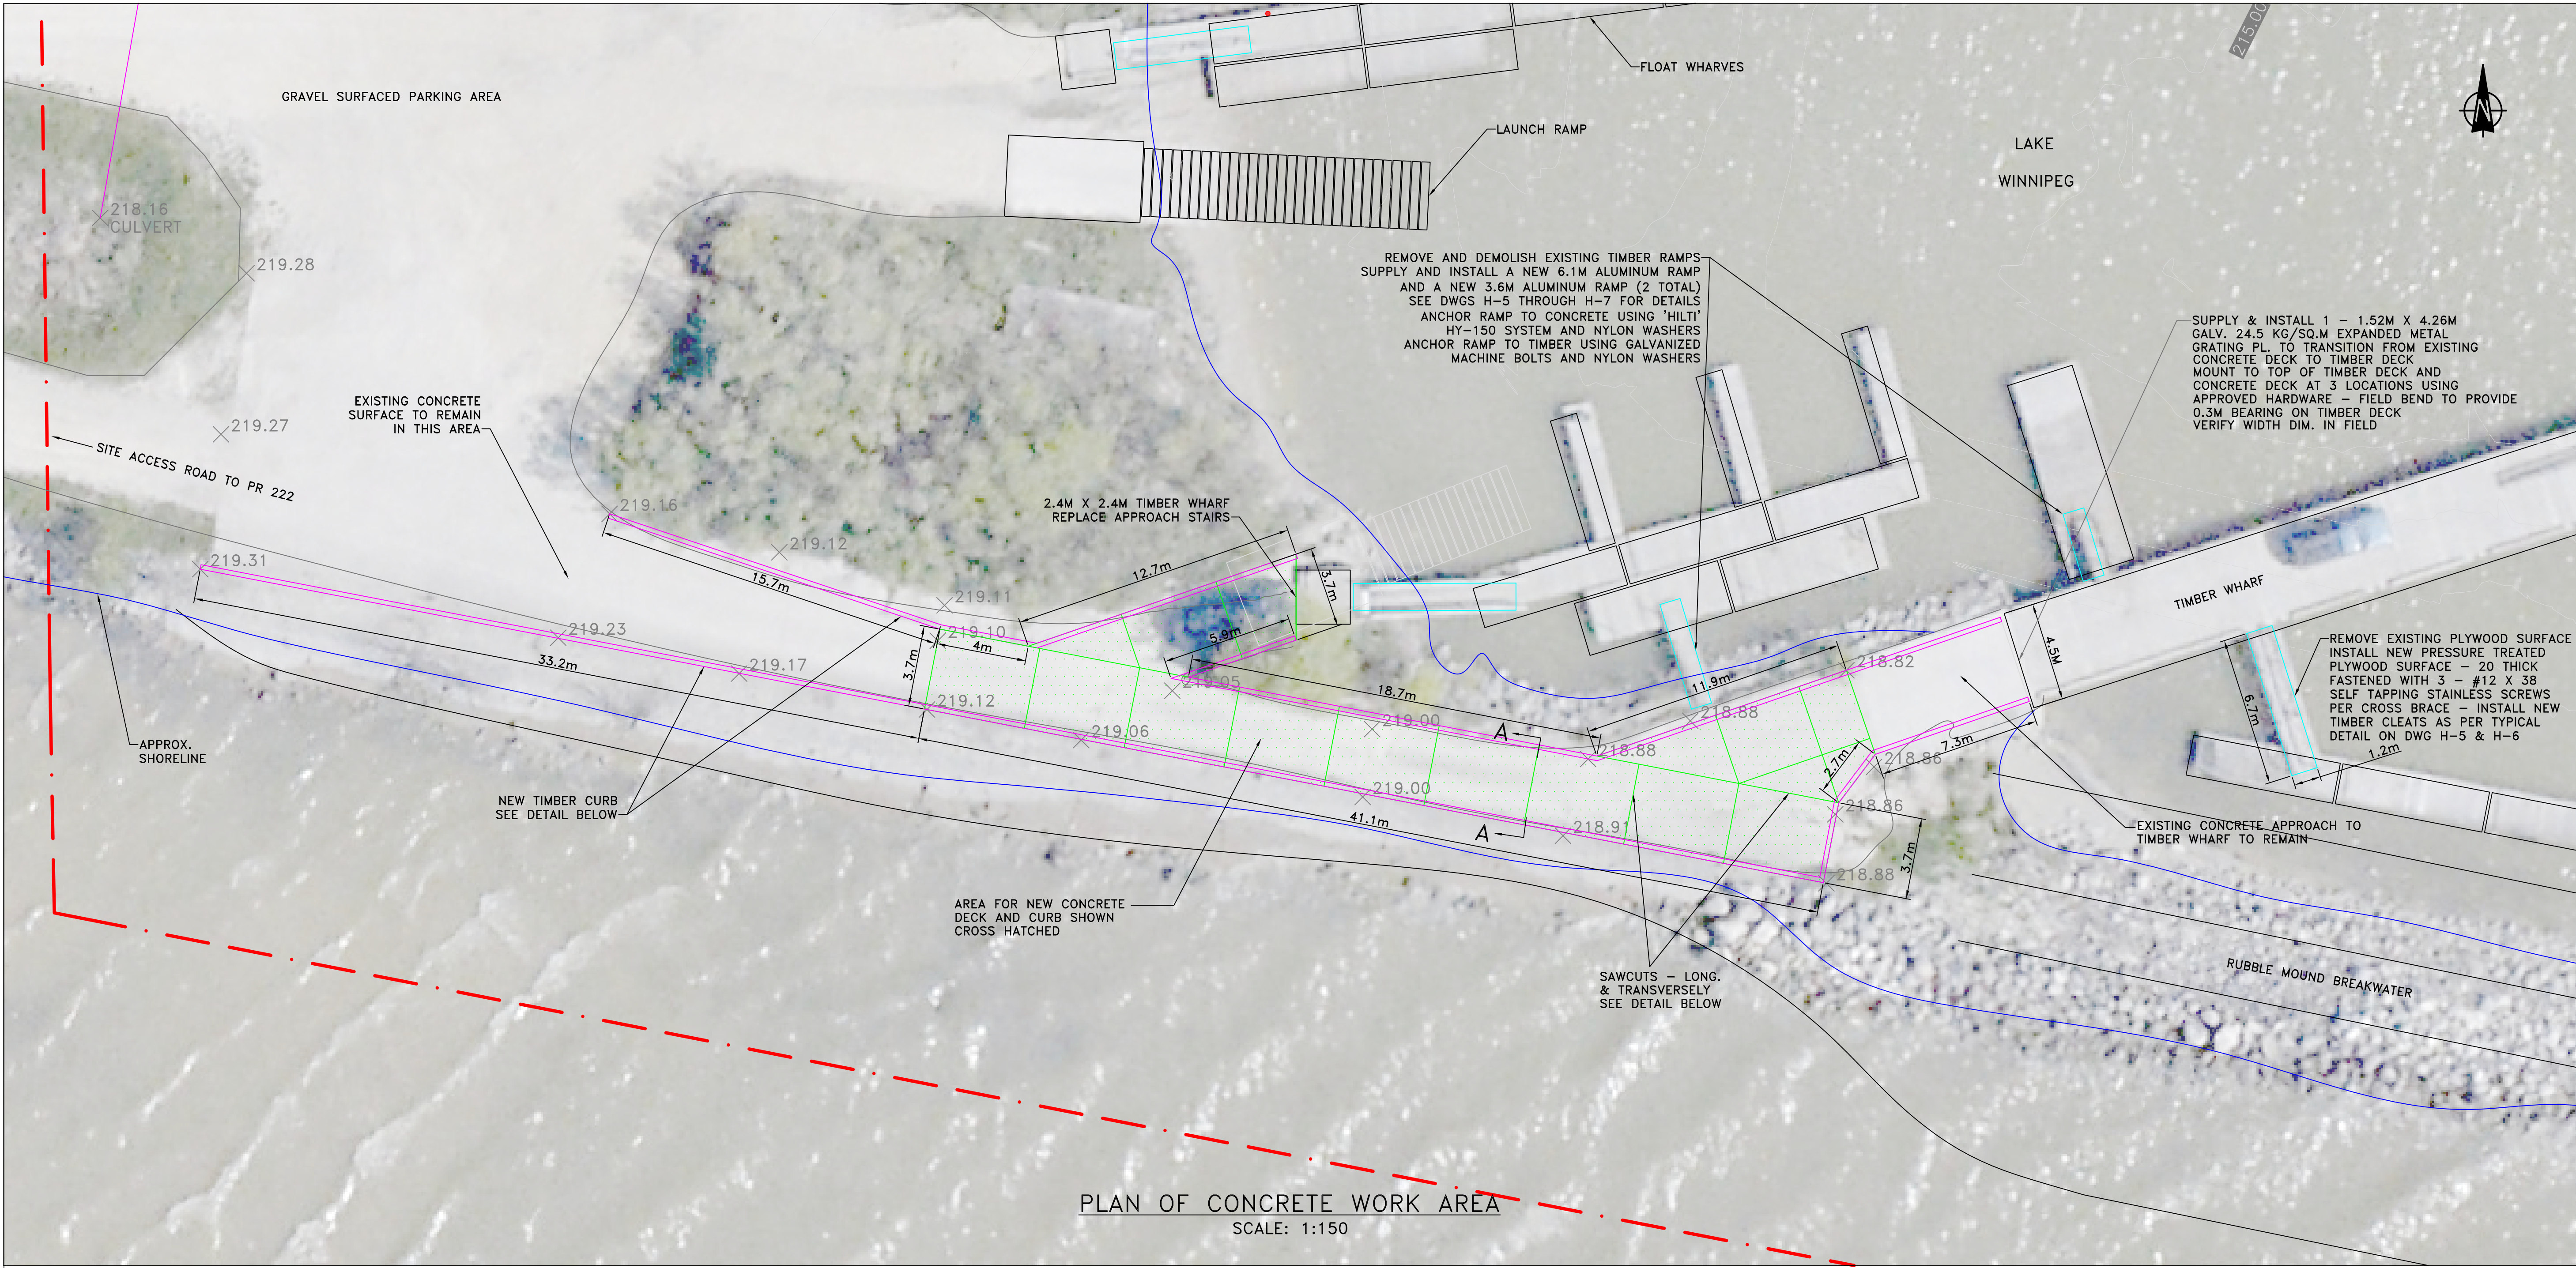 215.00
FLOAT WHARVES
GRAVEL SURFACED PARKING AREA
N
LAUNCH RAMP
LAKE
WINNIPEG
218.16
CULVERT
219.28
REMOVE AND DEMOLISH EXISTING TIMBER RAMPS
SUPPLY AND INSTALL A NEW 6.1M ALUMINUM RAMP
AND A NEW 3.6M ALUMINUM RAMP (2 TOTAL)
SEE DWGS H-5 THROUGH H-7 FOR DETAILS
ANCHOR RAMP TO CONCRETE USING 'HILTI'
HY-150 SYSTEM AND NYLON WASHERS
ANCHOR RAMP TO TIMBER USING GALVANIZED
MACHINE BOLTS AND NYLON WASHERS
SUPPLY & INSTALL 1 - 1.52M X 4.26M
GALV. 24.5 KG/SQ.M EXPANDED METAL
GRATING PL. TO TRANSITION FROM EXISTING
CONCRETE DECK TO TIMBER DECK
MOUNT TO TOP OF TIMBER DECK AND
CONCRETE DECK AT 3 LOCATIONS USING
APPROVED HARDWARE - FIELD BEND TO PROVIDE
0.3M BEARING ON TIMBER DECK
VERIFY WIDTH DIM. IN FIELD
EXISTING CONCRETE
SURFACE TO REMAIN
IN THIS AREA
219.27
SITE ACCESS ROAD TO PR 222
219.16
2.4M X 2.4M TIMBER WHARF
REPLACE APPROACH STAIRS
219.12
219.31
15.7m
12.7m
3.7m
TIMBER WHARF
219.11
219.23
219.10
4m
5.9m
3.7m
4.5M
33.2m
219.17
219.05
18.7m
11.9m
218.82
REMOVE EXISTING PLYWOOD SURFACE
INSTALL NEW PRESSURE TREATED
PLYWOOD SURFACE - 20 THICK
FASTENED WITH 3 - #12 X 38
SELF TAPPING STAINLESS SCREWS
PER CROSS BRACE - INSTALL NEW
TIMBER CLEATS AS PER TYPICAL
DETAIL ON DWG H-5 & H-6
6.7m
1.2m
219.12
219.06
219.00
A
218.88
218.88
7.3m
218.86
2.7m
APPROX.
SHORELINE
NEW TIMBER CURB
SEE DETAIL BELOW
219.00
41.1m
A
218.91
218.86
3.7m
EXISTING CONCRETE APPROACH TO
TIMBER WHARF TO REMAIN
218.88
AREA FOR NEW CONCRETE
DECK AND CURB SHOWN
CROSS HATCHED
SAWCUTS - LONG.
& TRANSVERSELY
SEE DETAIL BELOW
RUBBLE MOUND BREAKWATER
PLAN OF CONCRETE WORK AREA
SCALE: 1:150